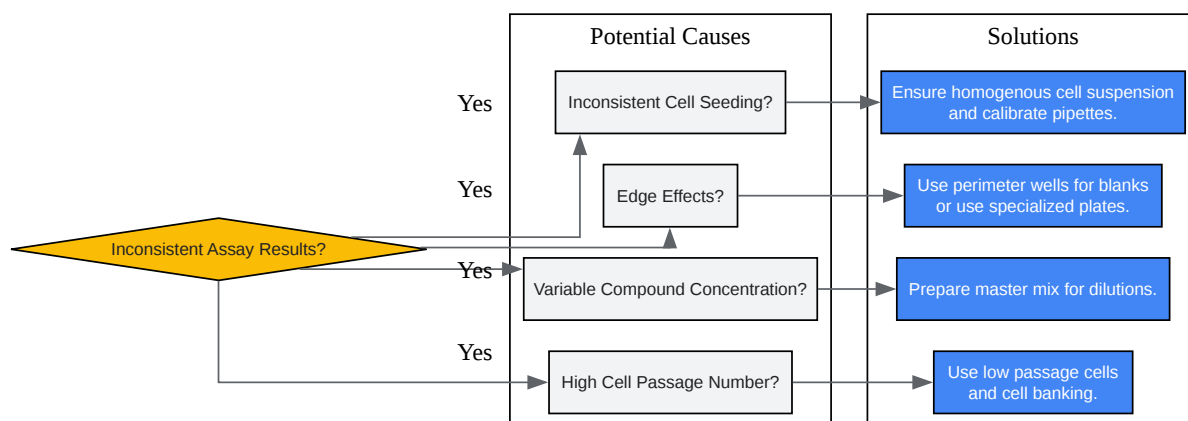 Potential Causes
Solutions
Yes
Inconsistent Cell Seeding?
Ensure homogenous cell suspension
and calibrate pipettes.
Yes
Edge Effects?
Use perimeter wells for blanks
or use specialized plates.
Inconsistent Assay Results?
Yes
Variable Compound Concentration?
Prepare master mix for dilutions.
Yes
High Cell Passage Number?
Use low passage cells
and cell banking.